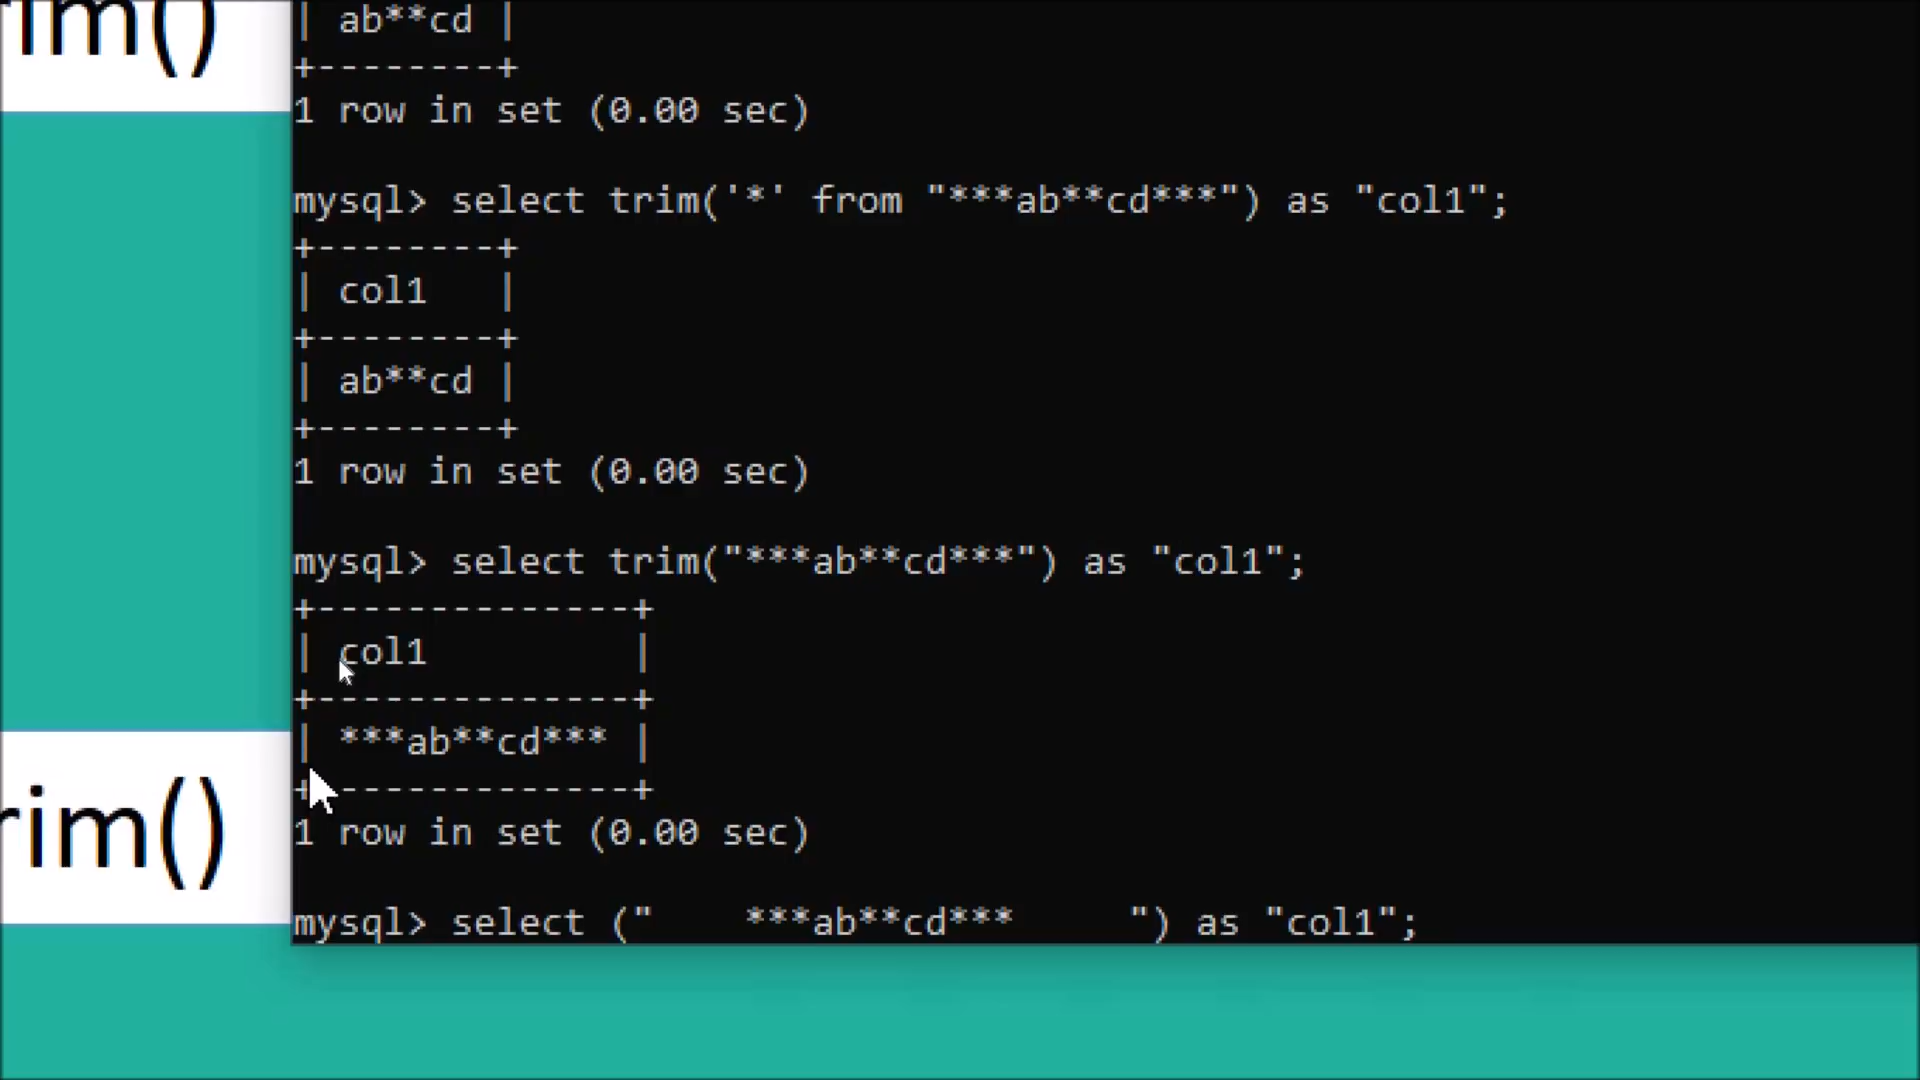 rim()
| ab**cd |
+--------+
1 row in set (0.00 sec)
mysql> select trim('*' from "***ab**cd***") as "col1";
+--------+
| col1   |
+--------+
| ab**cd |
+--------+
1 row in set (0.00 sec)
mysql> select trim("***ab**cd***") as "col1";
+--------------+
| col1         |
+--------------+
| ***ab**cd*** |
+--------------+
rim()
1 row in set (0.00 sec)
mysql> select ("    ***ab**cd***     ") as "col1";